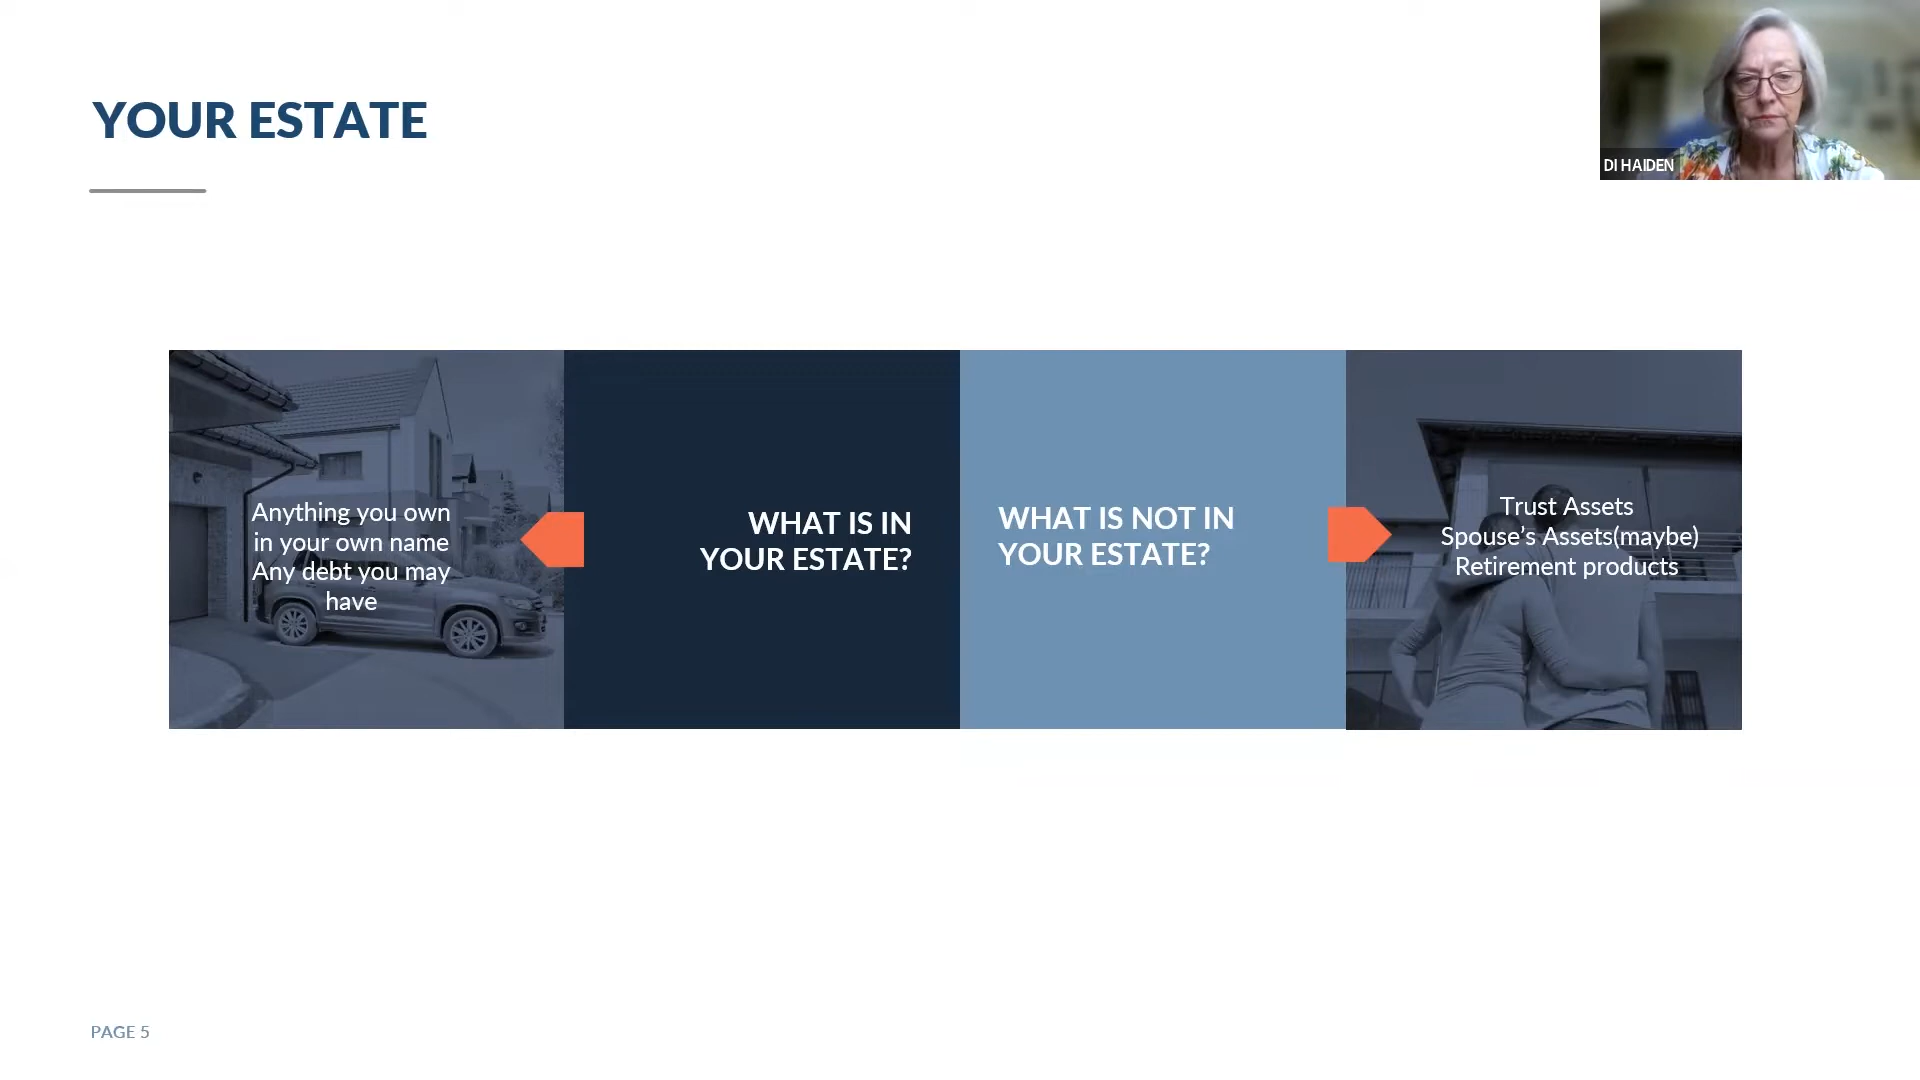 YOUR ESTATE
DI HAIDEN
Anything you own
in your own name
Any debt you may
have
WHAT IS IN
YOUR ESTATE?
WHAT IS NOT IN
YOUR ESTATE?
Trust Assets
Spouse’s Assets(maybe)
Retirement products
PAGE 5